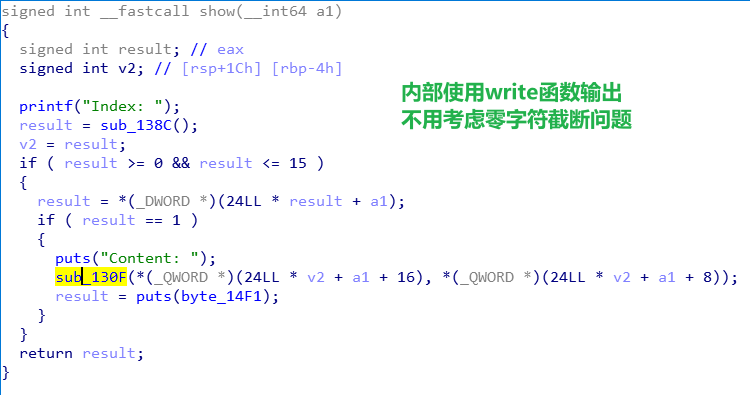 signed int __fastcall show(__int64 a1)
{
  signed int result; // eax
  signed int v2; // [rsp+1Ch] [rbp-4h]
内部使用write函数输出
不用考虑零字符截断问题
  printf("Index: ");
  result = sub_138C();
  v2 = result;
  if ( result >= 0 && result <= 15 )
  {
    result = *(_DWORD *)(24LL * result + a1);
    if ( result == 1 )
    {
      puts("Content: ");
      sub_130F(*(_QWORD *)(24LL * v2 + a1 + 16), *(_QWORD *)(24LL * v2 + a1 + 8));
      result = puts(byte_14F1);
    }
  }
  return result;
}